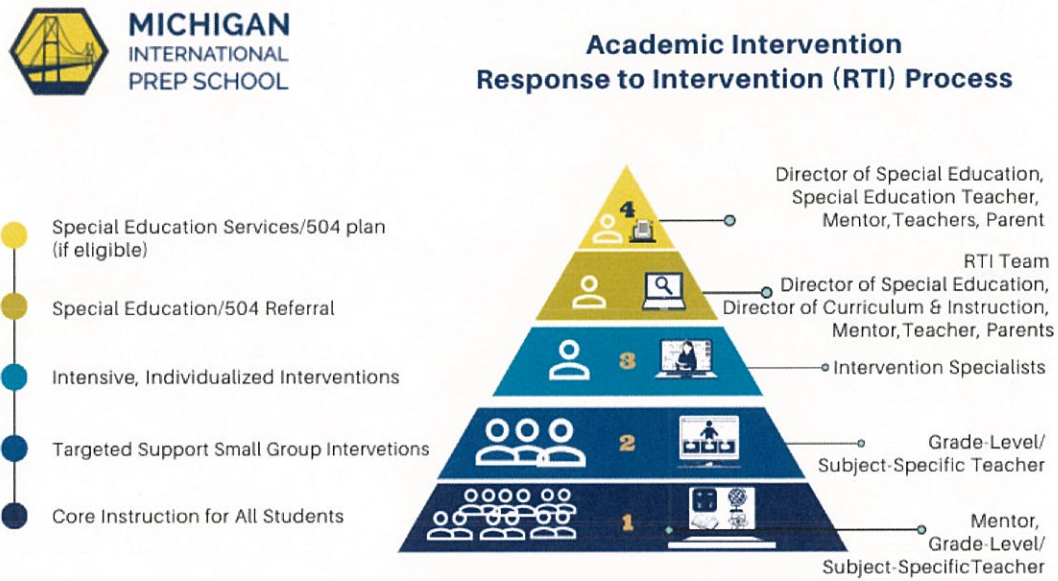 MICHIGAN
INTERNATIONAL
PREP SCHOOL
Academic Intervention
Response to Intervention (RTI) Process
Special Education Services/504 plan
(if eligible)
Special Education/504 Referral
Intensive, Individualized Interventions
Targeted Support Small Group Intervetions
Core Instruction for All Students
4
3
2
1
Director of Special Education,
Special Education Teacher,
Mentor,Teachers, Parent
RTI Team
Director of Special Education,
Director of Curriculum & Instruction,
Mentor,Teacher, Parents
Intervention Specialists
Grade-Level/
Subject-Specific Teacher
Mentor,
Grade-Level/
Subject-SpecificTeacher